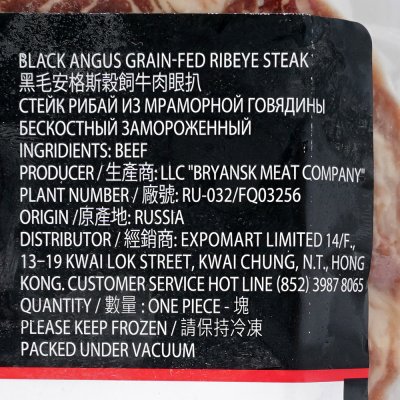 BLACK ANGUS GRAIN-FED RIBEYE STEAK
黑毛安格斯穀飼牛肉眼扒
СТЕЙК РИБАЙ ИЗ МРАМОРНОЙ ГОВЯДИНЫ
БЕСКОСТНЫЙ ЗАМОРОЖЕННЫЙ
INGRIDIENTS: BEEF
PRODUCER / 生產商: LLC "BRYANSK MEAT COMPANY"
PLANT NUMBER / 廠號: RU-032/FQ03256
ORIGIN /原產地: RUSSIA
DISTRIBUTOR / 經銷商: EXPOMART LIMITED 14/F.,
13–19 KWAI LOK STREET, KWAI CHUNG, N.T., HONG
KONG. CUSTOMER SERVICE HOT LINE (852) 3987 8065
QUANTITY / 數量 : ONE PIECE - 塊
PLEASE KEEP FROZEN / 請保持冷凍
PACKED UNDER VACUUM